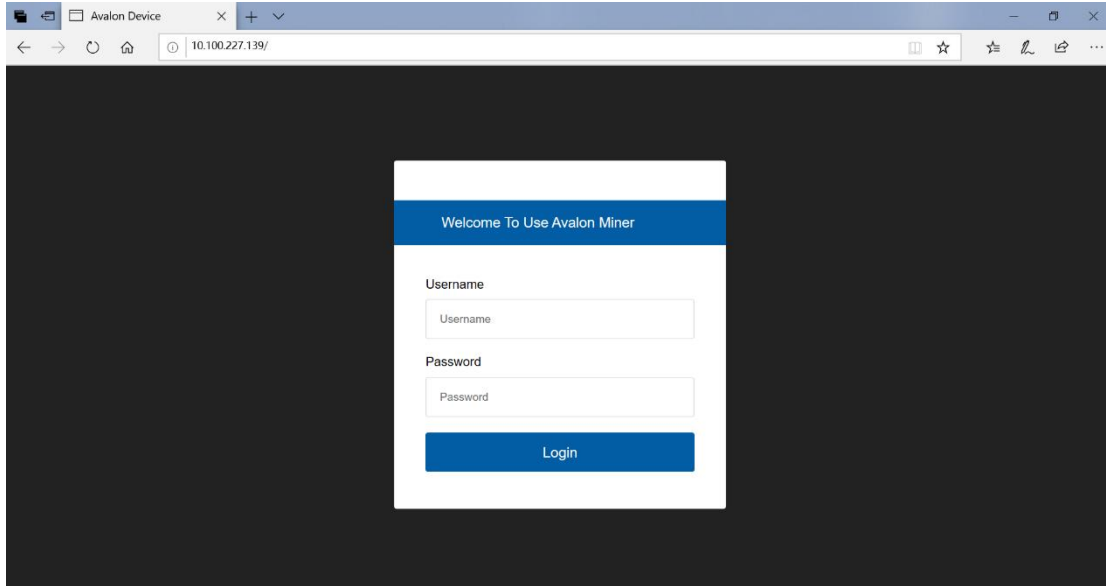 Avalon Device
10.100.227.139/
Welcome To Use Avalon Miner
Username
Username
Password
Password
Login